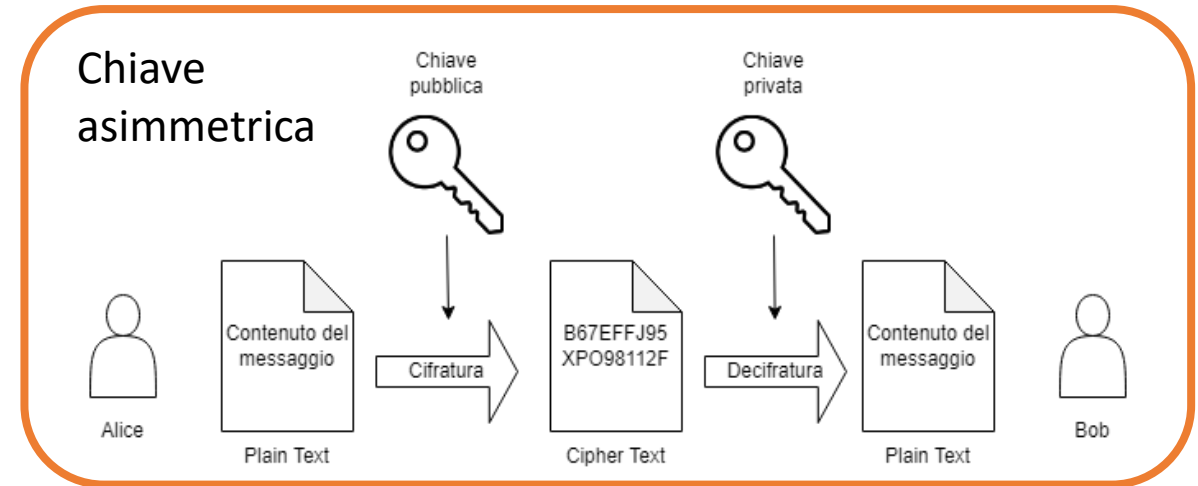 Chiave
asimmetrica
Chiave
pubblica
Chiave
privata
Contenuto del
messaggio
Cifratura
B67EFFJ95
XPO98112F
Decifratura
Contenuto del
messaggio
Alice
Plain Text
Cipher Text
Plain Text
Bob